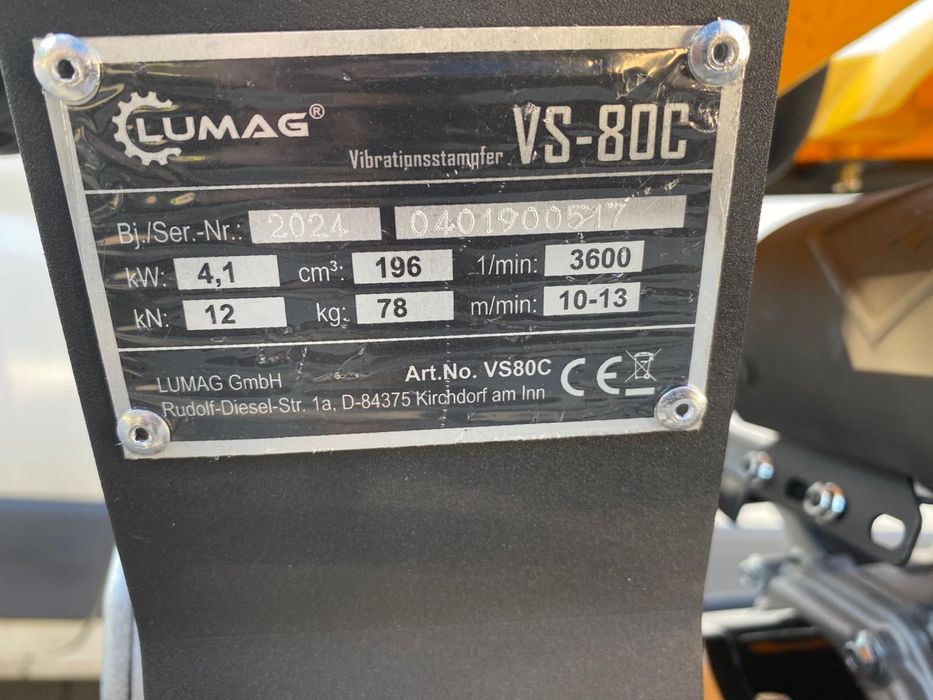 LUMAG®
Vibrationsstampfer VS-80C
Bj./Ser.-Nr.: 2024 0401900517
kW: 4,1 cm³: 196 1/min: 3600
kN: 12 kg: 78 m/min: 10-13
LUMAG GmbH Art.No. VS80C CE
Rudolf-Diesel-Str. 1a, D-84375 Kirchdorf am Inn